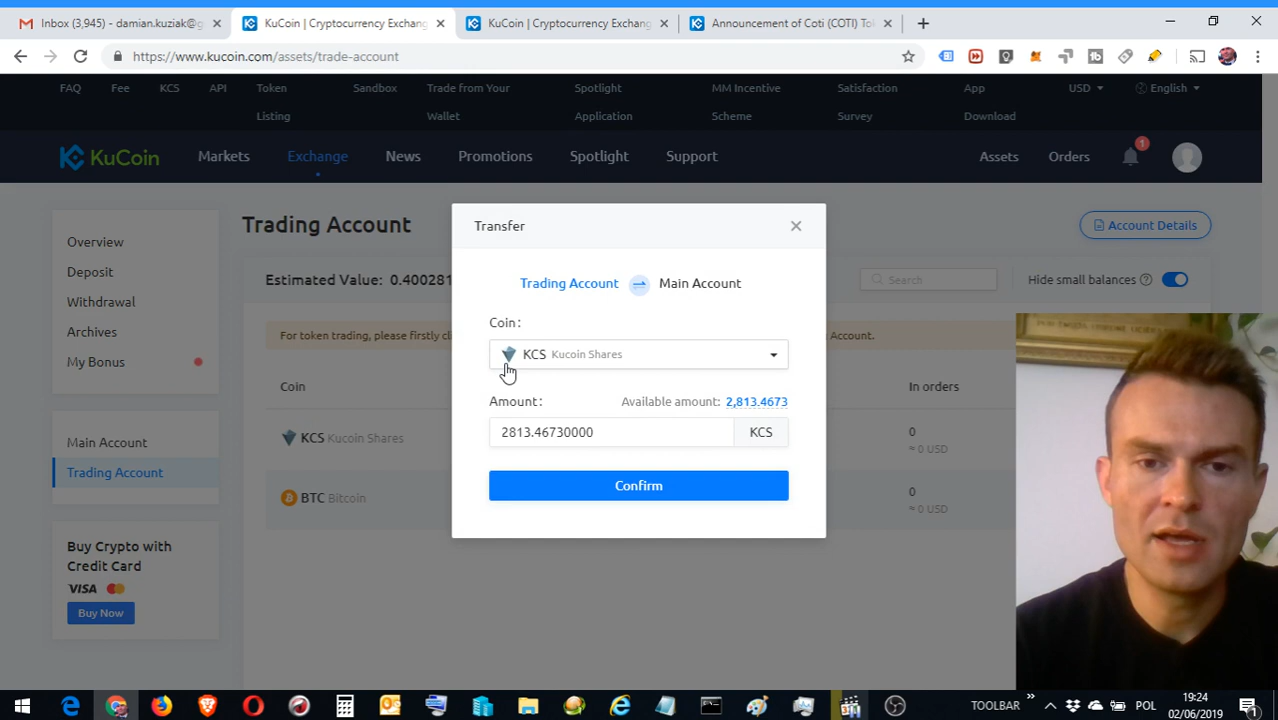 Inbox (3,945) - damian.kuziak@g
KuCoin | Cryptocurrency Exchang
KuCoin | Cryptocurrency Exchang
Announcement of Coti (COTI) To
https://www.kucoin.com/assets/trade-account
FAQ Fee KCS API Token Listing Sandbox Trade from Your Wallet Spotlight Application MM Incentive Scheme Satisfaction Survey App Download USD English
KuCoin Markets Exchange News Promotions Spotlight Support Assets Orders 1
Overview
Deposit
Withdrawal
Archives
My Bonus
Main Account
Trading Account
Buy Crypto with
Credit Card
VISA
Buy Now
Trading Account
Account Details
Estimated Value: 0.400281
Search
Hide small balances ?
For token trading, please firstly cli
Account.
Coin
In orders
KCS Kucoin Shares
0
≈ 0 USD
BTC Bitcoin
0
≈ 0 USD
Transfer
Trading Account Main Account
Coin:
KCS Kucoin Shares
Amount: Available amount: 2,813.4673
2813.46730000 KCS
Confirm
TOOLBAR
POL
19:24
02/06/2019
1